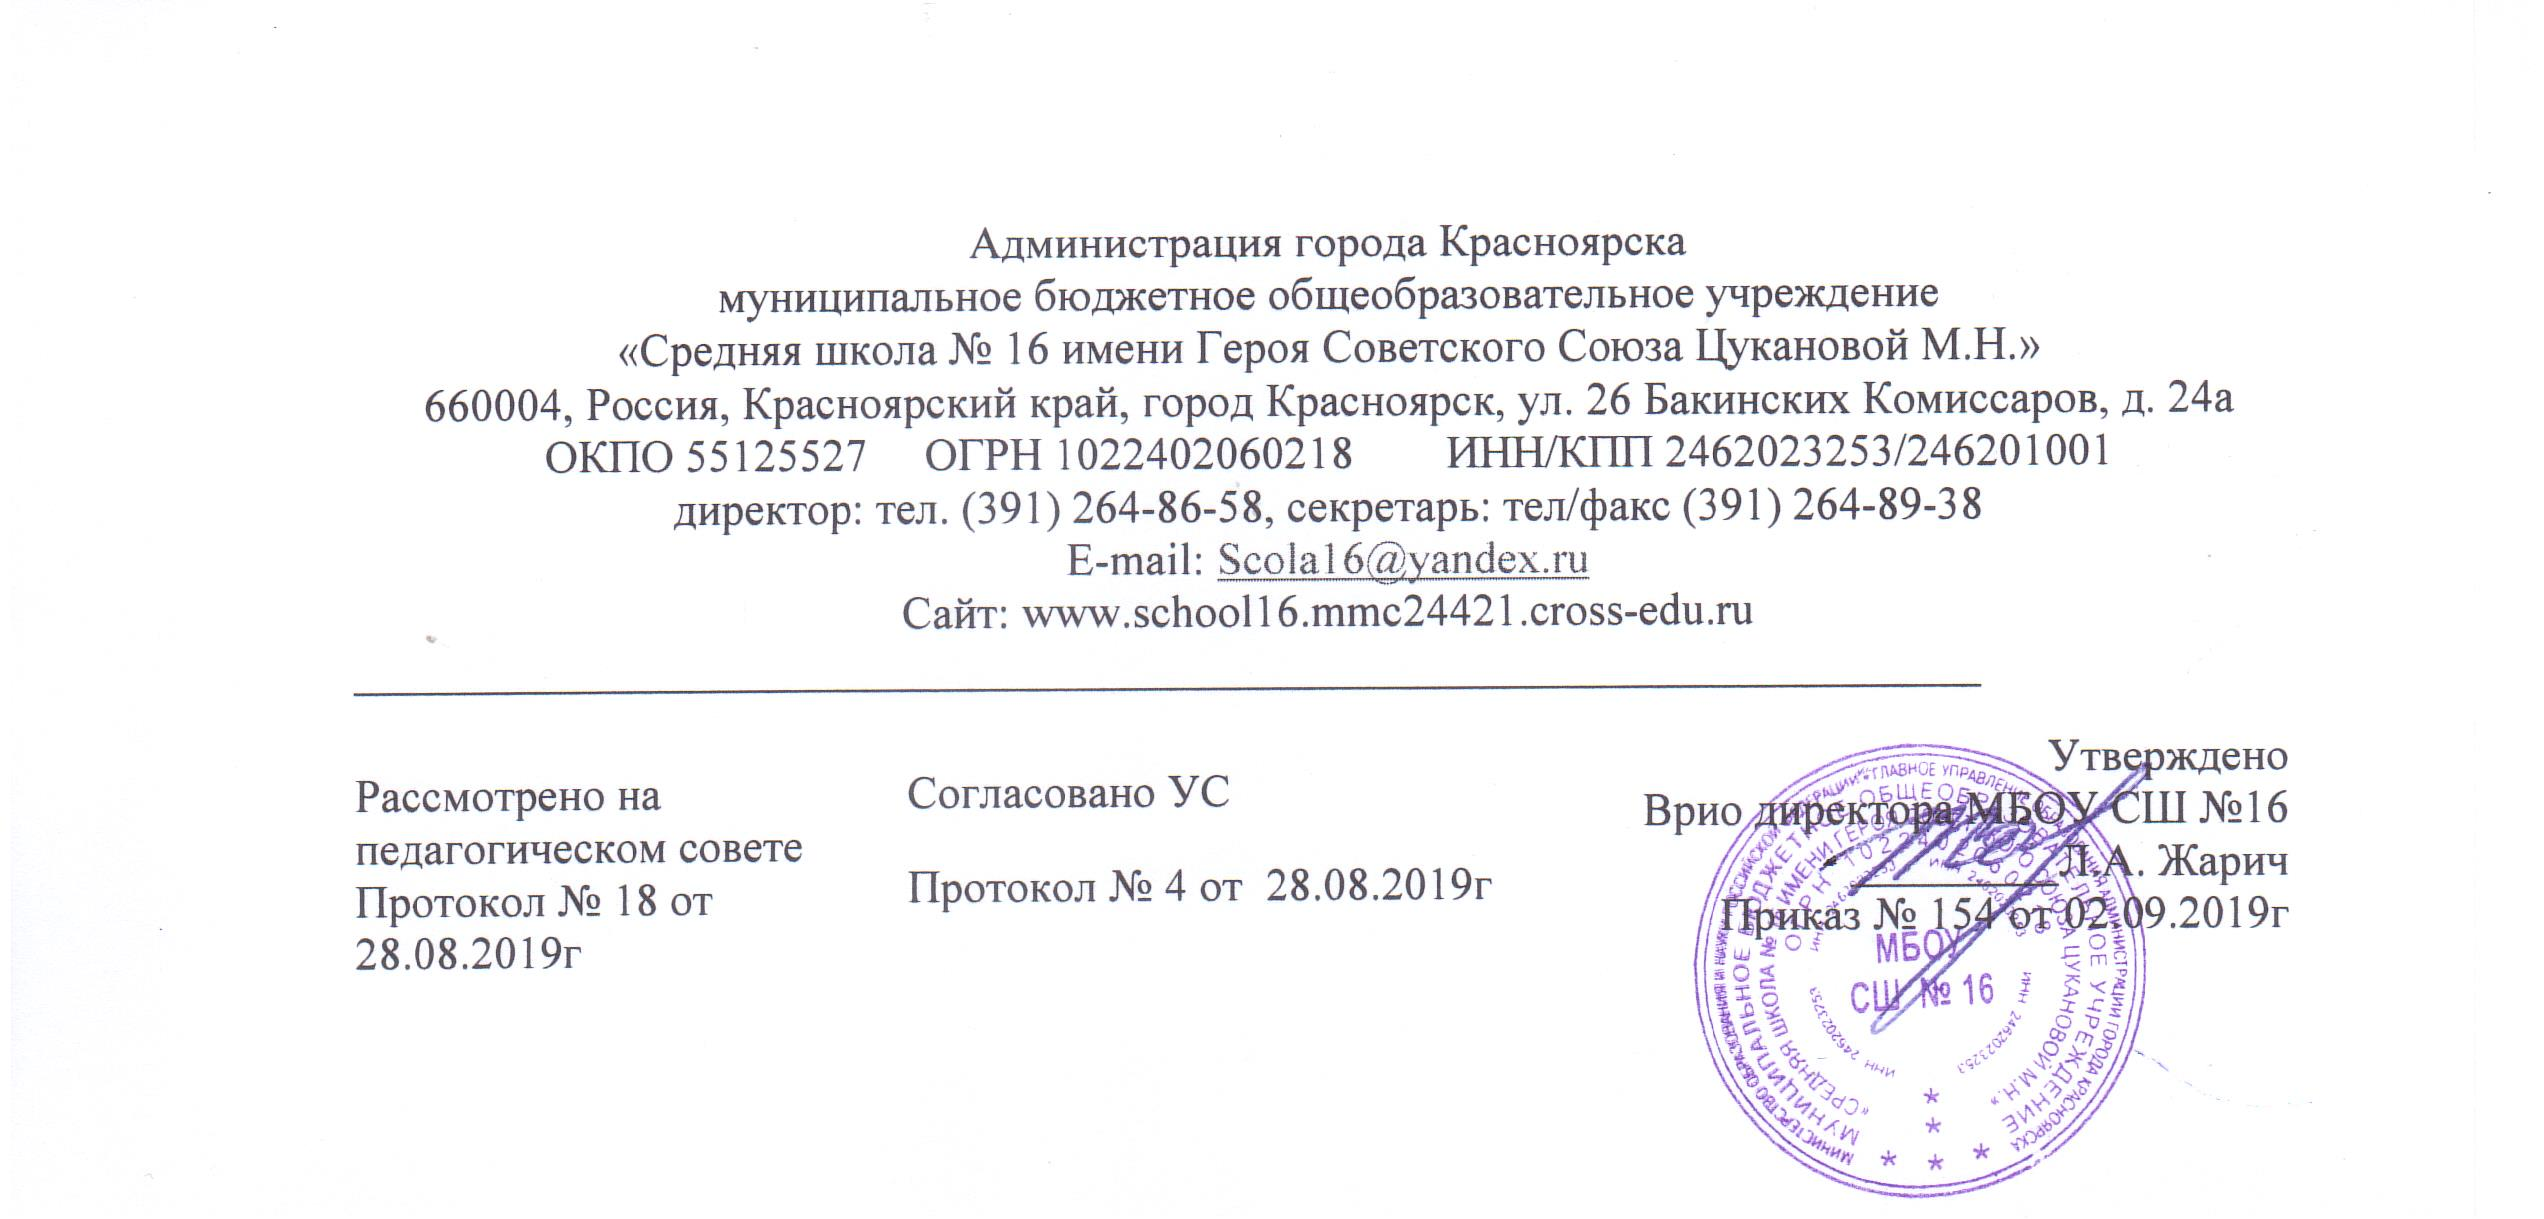 Администрация города Красноярска
муниципальное бюджетное общеобразовательное учреждение
«Средняя школа № 16 имени Героя Советского Союза Цукановой М.Н.»
660004, Россия, Красноярский край, город Красноярск, ул. 26 Бакинских Комиссаров, д. 24а
ОКПО 55125527 ОГРН 1022402060218 ИНН/КПП 2462023253/246201001
директор: тел. (391) 264-86-58, секретарь: тел/факс (391) 264-89-38
E-mail: Scola16@yandex.ru
Сайт: www.school16.mmc24421.cross-edu.ru
Рассмотрено на
педагогическом совете
Протокол № 18 от
28.08.2019г
Согласовано УС
Протокол № 4 от 28.08.2019г
Утверждено
Врио директора МБОУ СШ №16
Л.А. Жарич
Приказ № 154 от 02.09.2019г
МБОУ
СШ № 16
МУНИЦИПАЛЬНОЕ БЮДЖЕТНОЕ ОБЩЕОБРАЗОВАТЕЛЬНОЕ УЧРЕЖДЕНИЕ